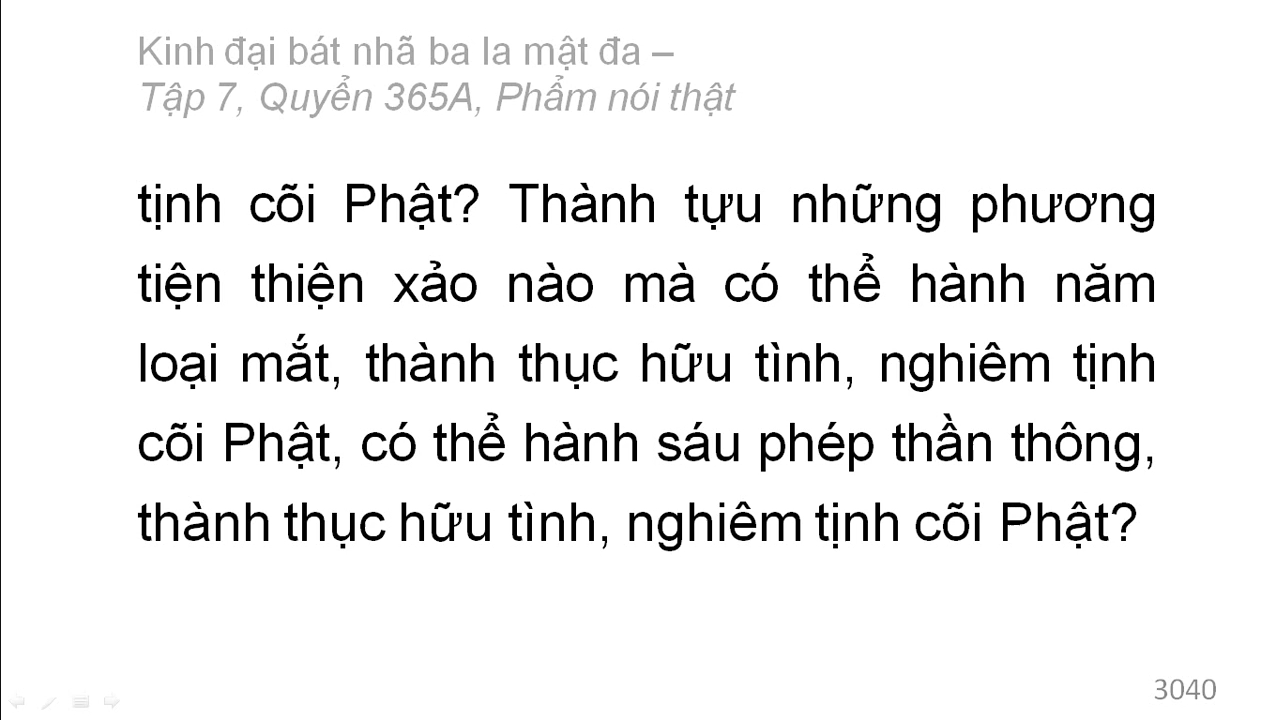 Kinh đại bát nhã ba la mật đa –
Tập 7, Quyển 365A, Phẩm nói thật
tịnh cõi Phật? Thành tựu những phương
tiện thiện xảo nào mà có thể hành năm
loại mắt, thành thục hữu tình, nghiêm tịnh
cõi Phật, có thể hành sáu phép thần thông,
thành thục hữu tình, nghiêm tịnh cõi Phật?
3040